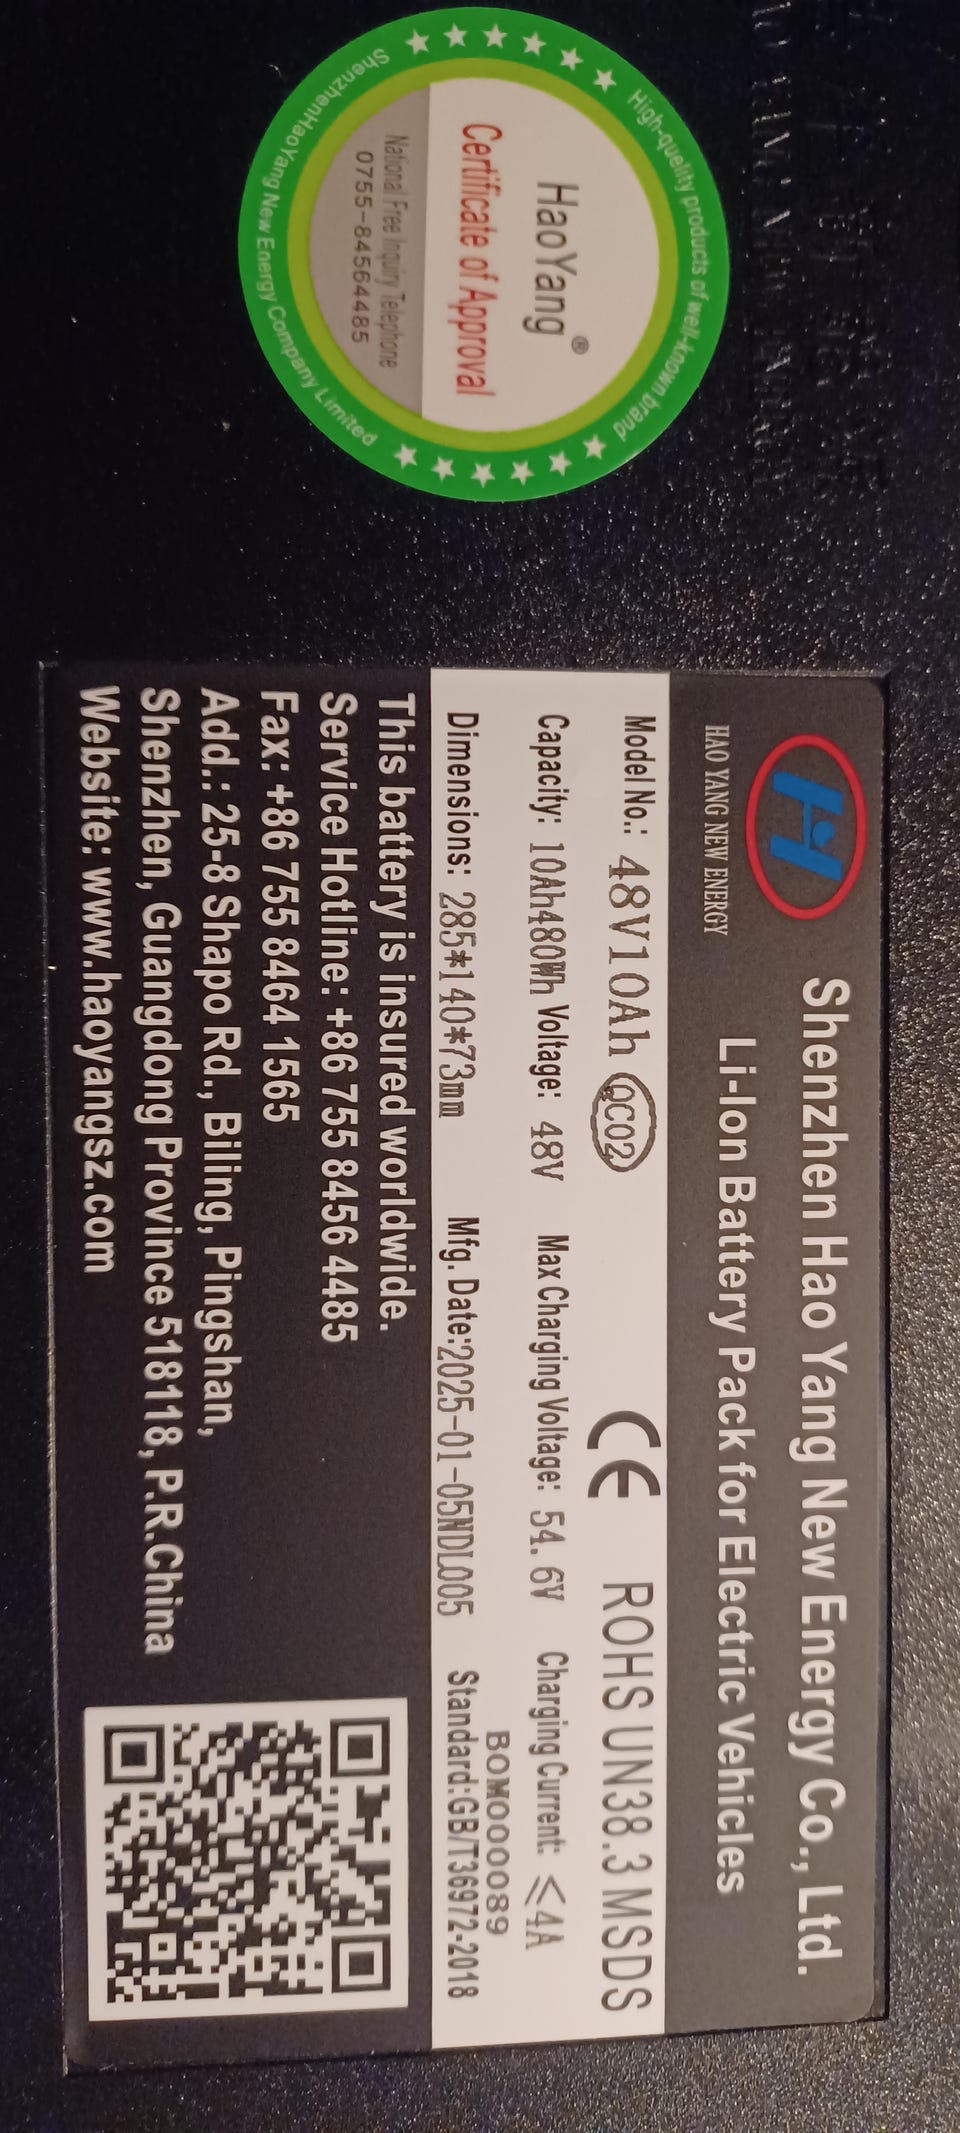 High-quelity products of well-known brand
HaoYang®
Certificate of Approval
National Free Inquiry Telephone
0755-84564485
ShenzhenHaoYang New Energy Company Limited
H
HAO YANG NEW ENERGY
Shenzhen Hao Yang New Energy Co., Ltd.
Li-Ion Battery Pack for Electric Vehicles
Model No.: 48V10Ah QC02 CE ROHS UN38.3 MSDS
Capacity: 10Ah480Wh Voltage: 48V Max Charging Voltage: 54.6V Charging Current: ≤4A
BOM00089
Dimensions: 285*140*73mm Mfg. Date:2025-01-05NDL005 Standard:GB/T36972-2018
This battery is insured worldwide.
Service Hotline: +86 755 8456 4485
Fax: +86 755 8464 1565
Add.: 25-8 Shapo Rd., Biling, Pingshan,
Shenzhen, Guangdong Province 518118, P.R.China
Website: www.haoyangsz.com